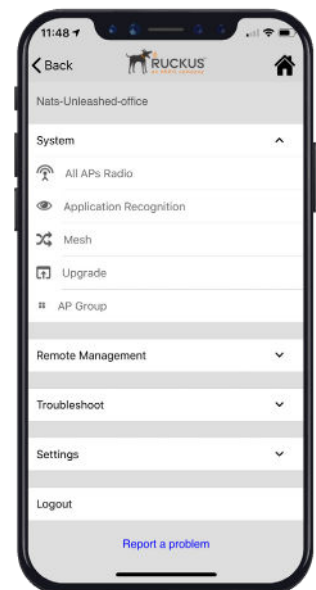 11:48
Back
RUCKUS
Nats-Unleashed-office
System
All APs Radio
Application Recognition
Mesh
Upgrade
AP Group
Remote Management
Troubleshoot
Settings
Logout
Report a problem